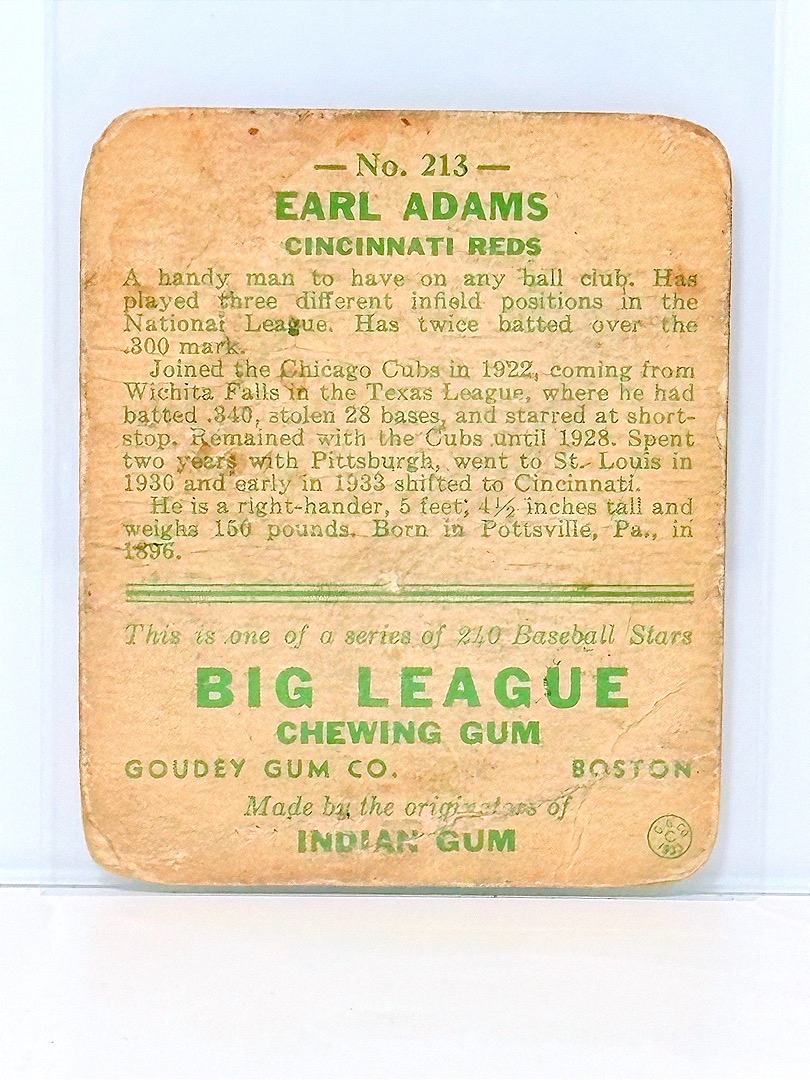 — No. 213 —
EARL ADAMS
CINCINNATI REDS
A handy man to have on any ball club. Has
played three different infield positions in the
National League. Has twice batted over the
.300 mark.
Joined the Chicago Cubs in 1922, coming from
Wichita Falls in the Texas League, where he had
batted .340, stolen 28 bases, and starred at short-
stop. Remained with the Cubs until 1928. Spent
two years with Pittsburgh, went to St. Louis in
1930 and early in 1933 shifted to Cincinnati.
He is a right-hander, 5 feet, 4½ inches tall and
weighs 150 pounds. Born in Pottsville, Pa., in
1896.
This is one of a series of 240 Baseball Stars
BIG LEAGUE
CHEWING GUM
GOUDEY GUM CO. BOSTON
Made by the originators of
INDIAN GUM
G. G. CO.
C
1933